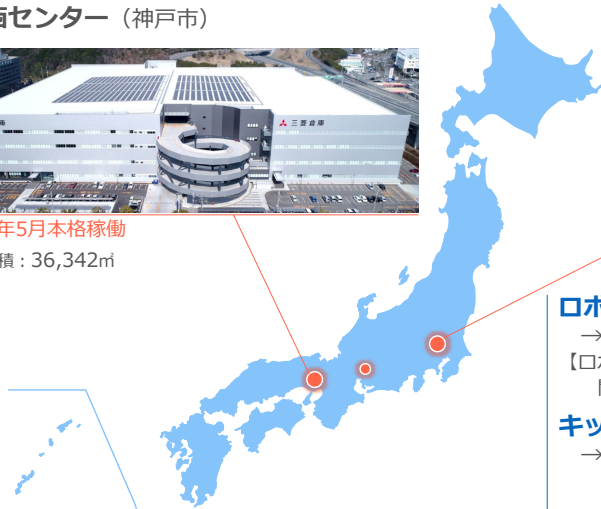 センター（神戸市）
三菱倉庫
年5月本格稼働
積：36,342㎡
ロボ
→
【ロボ
キッ
→